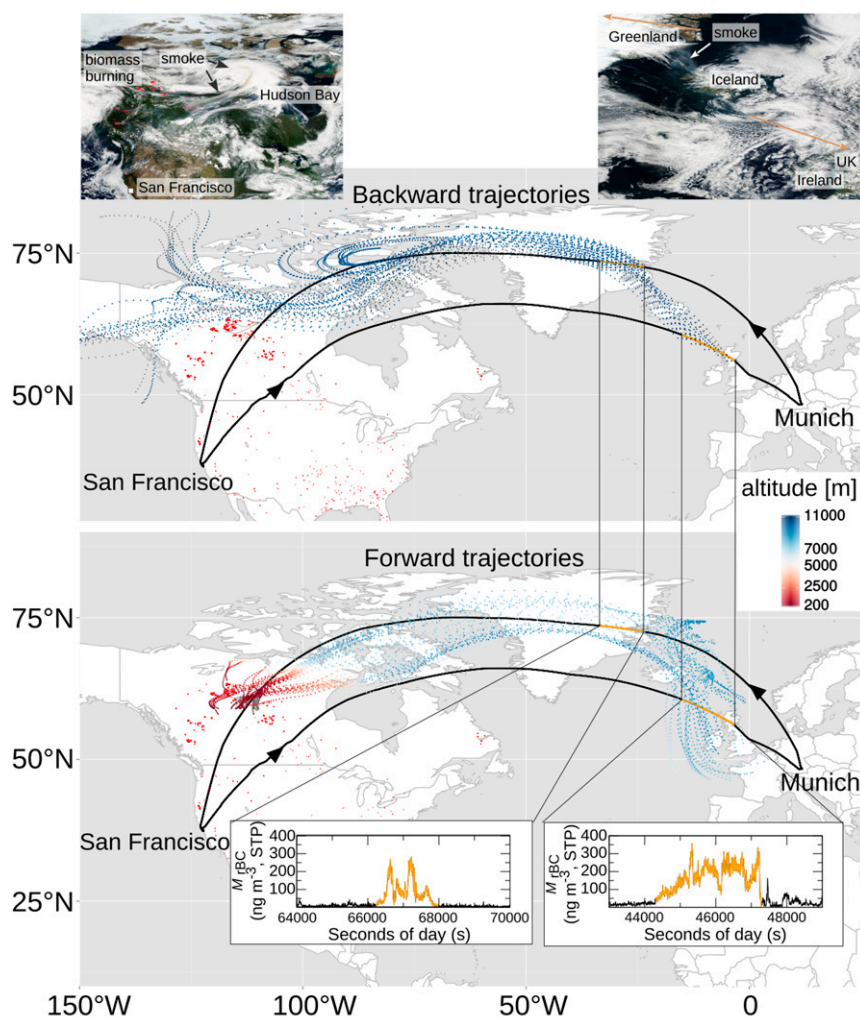 biomass
burning
smoke
Hudson Bay
San Francisco
Greenland
smoke
Iceland
UK
Ireland
Backward trajectories
75°N
50°N
San Francisco
Munich
altitude [m]
11000
7000
5000
2500
200
Forward trajectories
75°N
50°N
25°N
San Francisco
Munich
M rBC
(ng m-3, STP)
400
300
200
100
64000 66000 68000 70000
Seconds of day (s)
M rBC
(ng m-3, STP)
400
300
200
100
44000 46000 48000
Seconds of day (s)
150°W 100°W 50°W 0